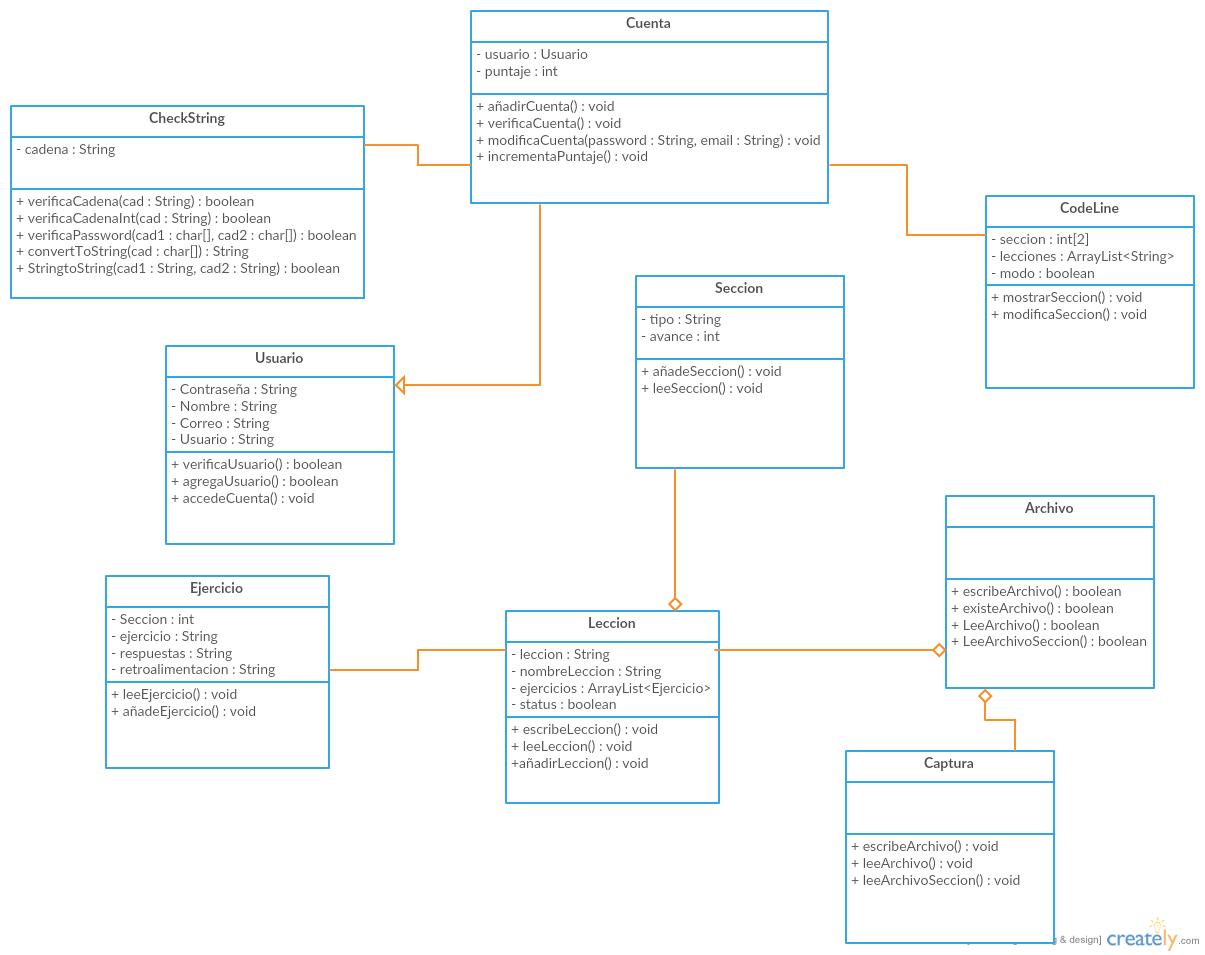 Cuenta
- usuario : Usuario
- puntaje : int
+ añadirCuenta() : void
+ verificaCuenta() : void
+ modificaCuenta(password : String, email : String) : void
+ incrementaPuntaje() : void
CheckString
- cadena : String
+ verificaCadena(cad : String) : boolean
+ verificaCadenaInt(cad : String) : boolean
+ verificaPassword(cad1 : char[], cad2 : char[]) : boolean
+ convertToString(cad : char[]) : String
+ StringtoString(cad1 : String, cad2 : String) : boolean
CodeLine
- seccion : int[2]
- lecciones : ArrayList<String>
- modo : boolean
+ mostrarSeccion() : void
+ modificaSeccion() : void
Seccion
- tipo : String
- avance : int
+ añadeSeccion() : void
+ leeSeccion() : void
Usuario
- Contraseña : String
- Nombre : String
- Correo : String
- Usuario : String
+ verificaUsuario() : boolean
+ agregaUsuario() : boolean
+ accedeCuenta() : void
Archivo
+ escribeArchivo() : boolean
+ existeArchivo() : boolean
+ LeeArchivo() : boolean
+ LeeArchivoSeccion() : boolean
Ejercicio
- Seccion : int
- ejercicio : String
- respuestas : String
- retroalimentacion : String
+ leeEjercicio() : void
+ añadeEjercicio() : void
Leccion
- leccion : String
- nombreLeccion : String
- ejercicios : ArrayList<Ejercicio>
- status : boolean
+ escribeLeccion() : void
+ leeLeccion() : void
+añadirLeccion() : void
Captura
+ escribeArchivo() : void
+ leeArchivo() : void
+ leeArchivoSeccion() : void
& design]
creately.com